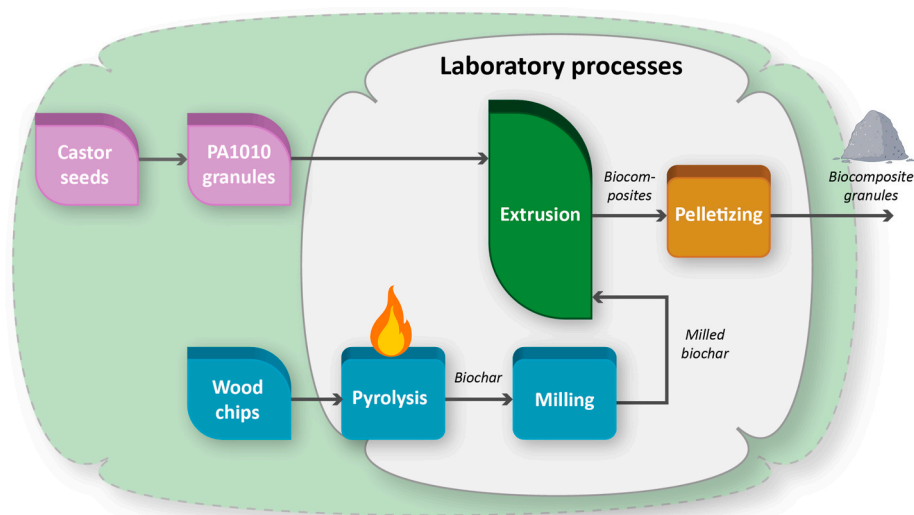 Laboratory processes
Castor
seeds
PA1010
granules
Extrusion
Biocom-
posites
Pelletizing
Biocomposite
granules
Wood
chips
Pyrolysis
Biochar
Milling
Milled
biochar